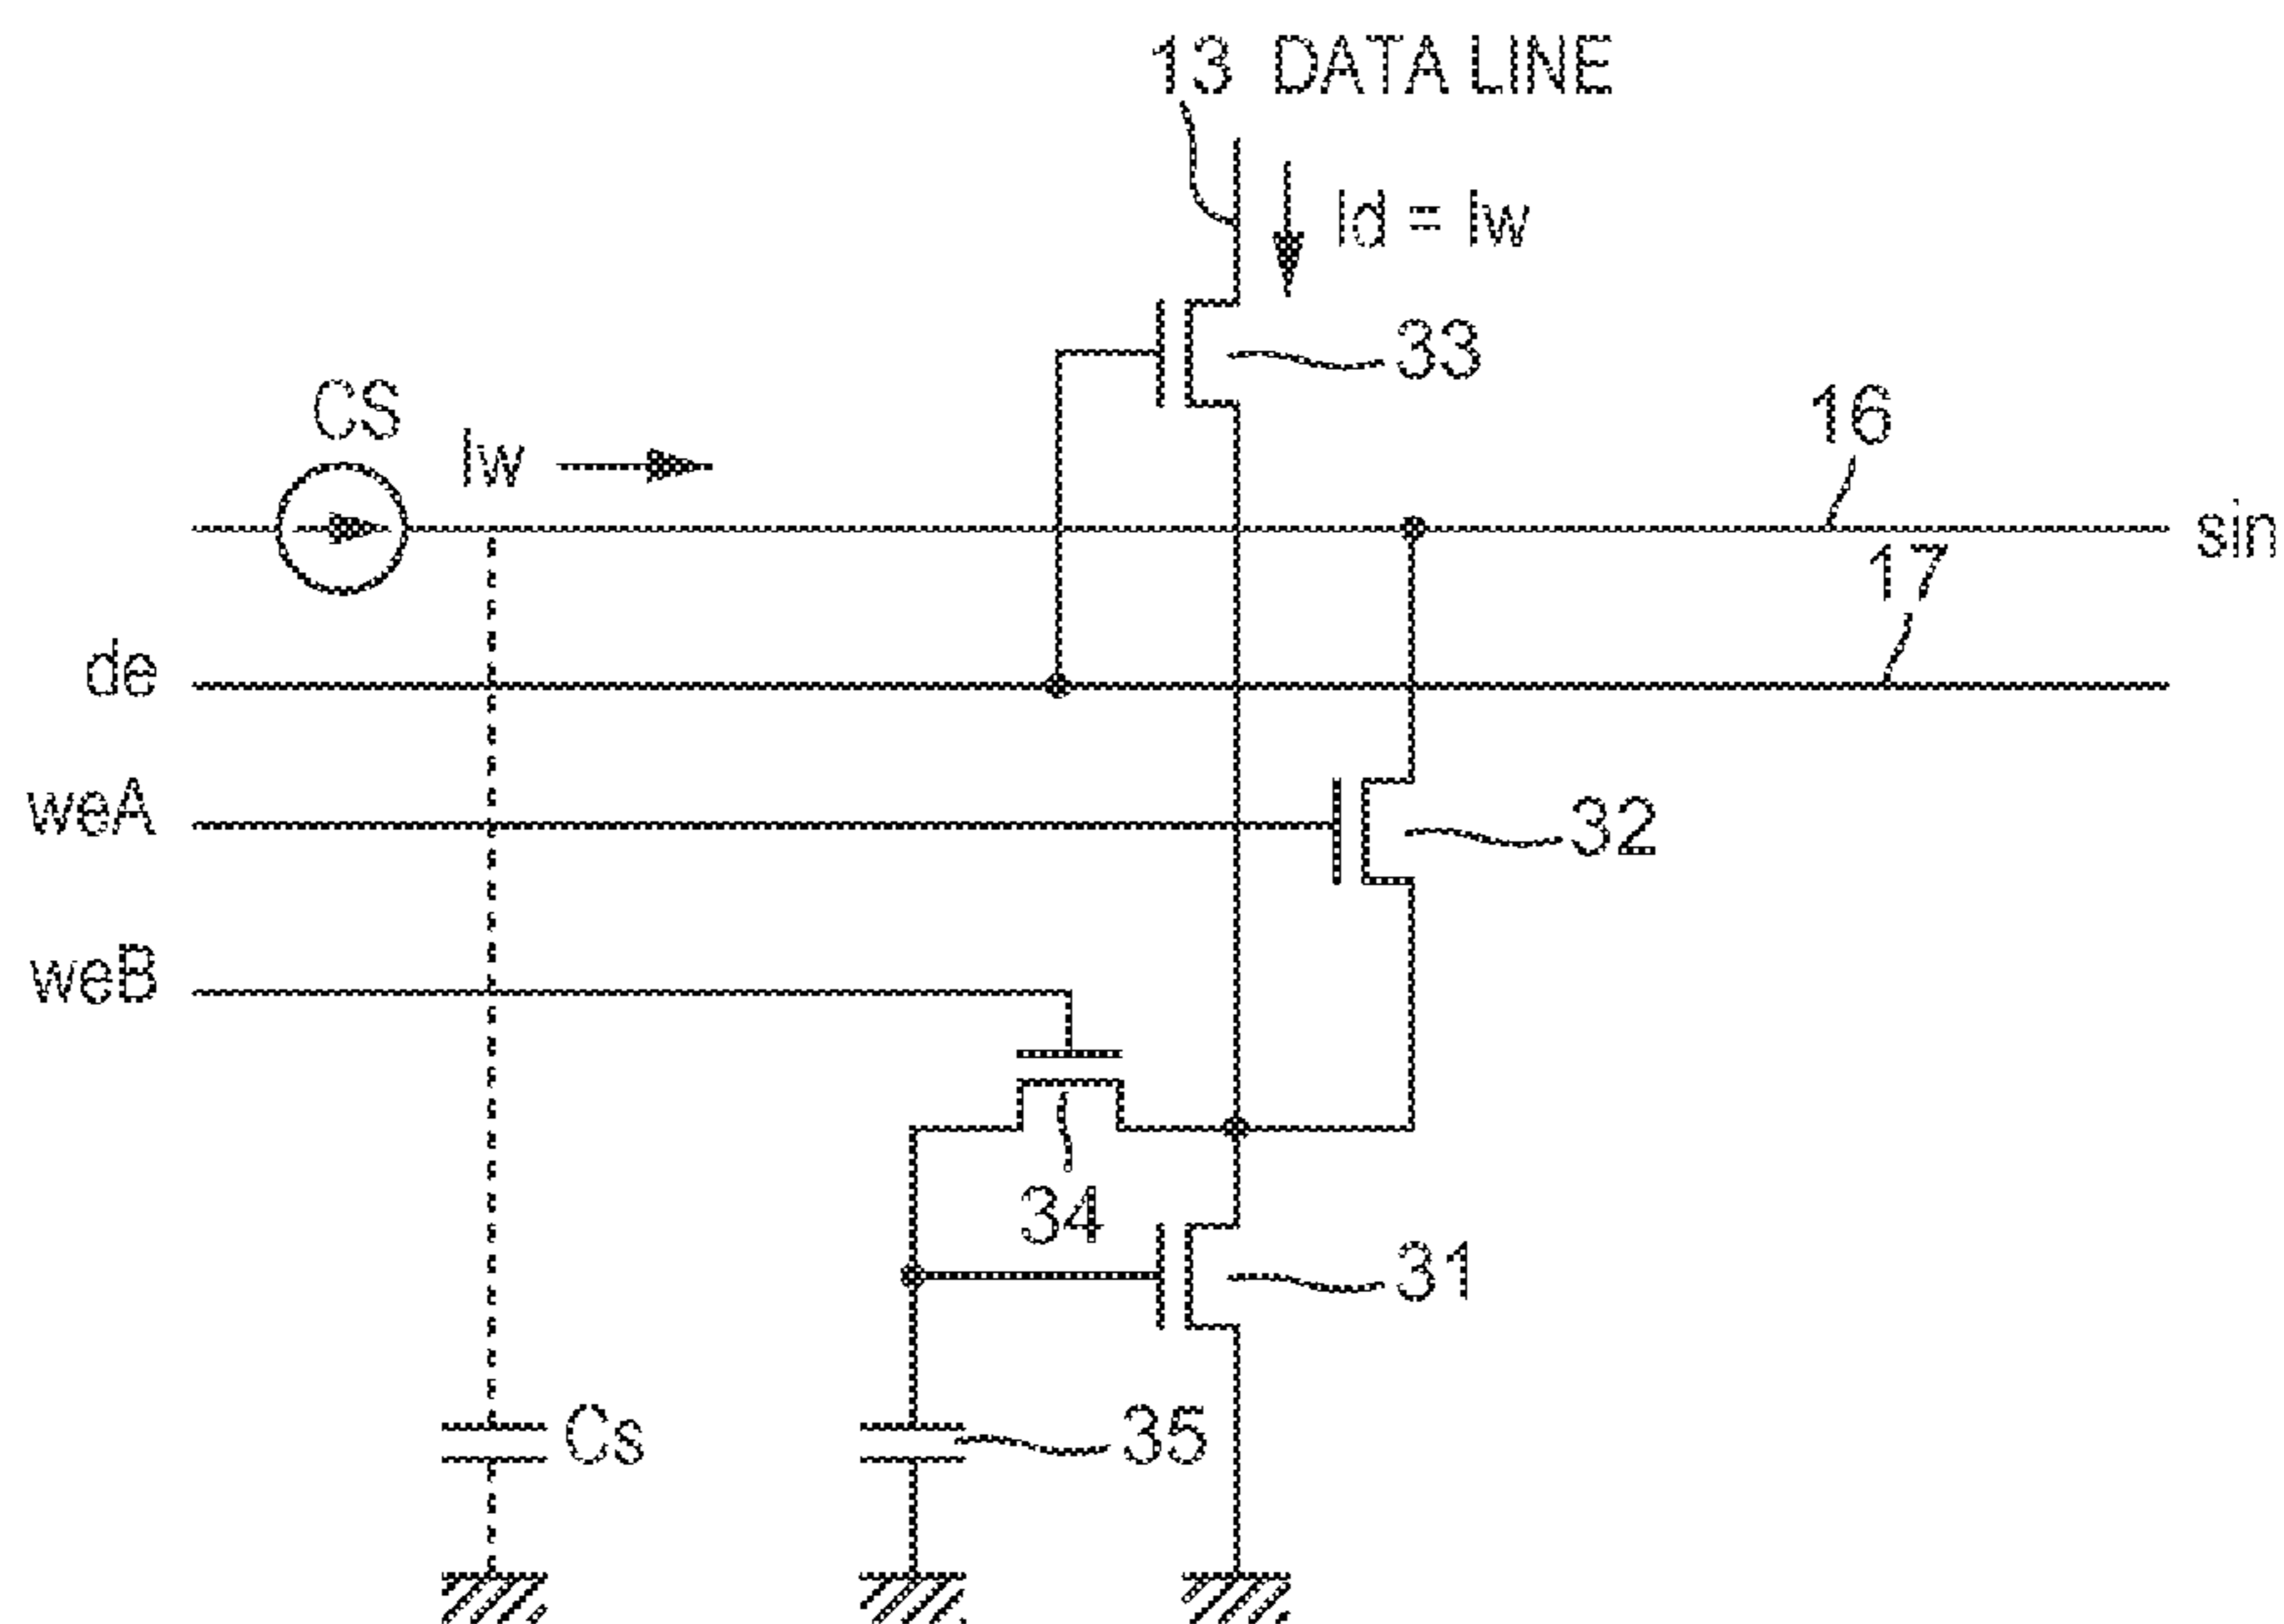 13 DATA LINE
Id = Iw
33
CS
Iw
16
sin
17
de
weA
32
weB
34
31
Cs
35